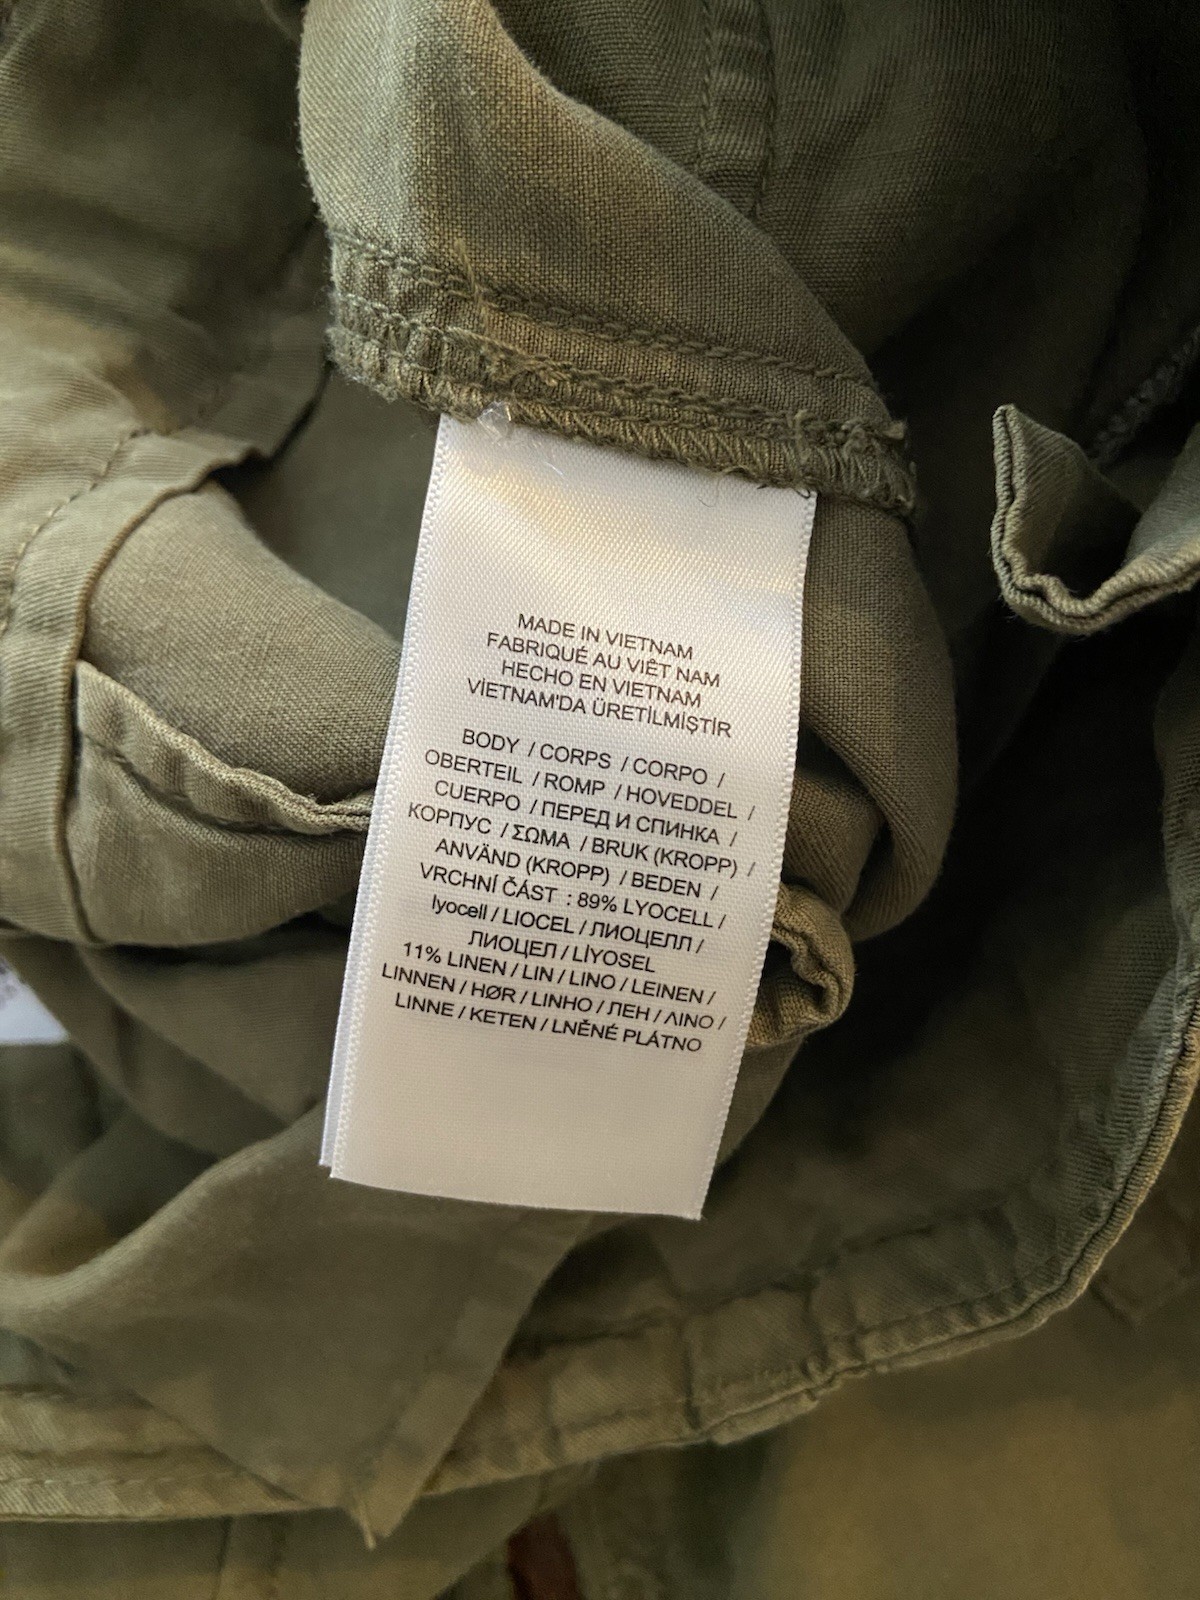 MADE IN VIETNAM
FABRIQUÉ AU VIÊT NAM
HECHO EN VIETNAM
VİETNAM'DA ÜRETİLMİŞTİR
BODY / CORPS / CORPO /
OBERTEIL / ROMP / HOVEDDEL /
CUERPO / ПЕРЕД И СПИНКА /
КОРПУС / ΣΩΜΑ / BRUK (KROPP) /
ANVÄND (KROPP) / BEDEN /
VRCHNÍ ČÁST : 89% LYOCELL /
lyocell / LIOCEL / ЛИОЦЕЛЛ /
ЛИОЦЕЛ / LİYOSEL
11% LINEN / LIN / LINO / LEINEN /
LINNEN / HØR / LINHO / ЛЕН / ΛΙΝΟ /
LINNE / KETEN / LNĚNÉ PLÁTNO